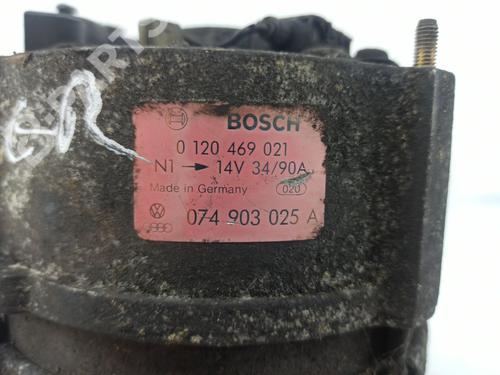 BOSCH
0 120 469 021
N1 → 14V 34/90A
Made in Germany 020
074 903 025 A